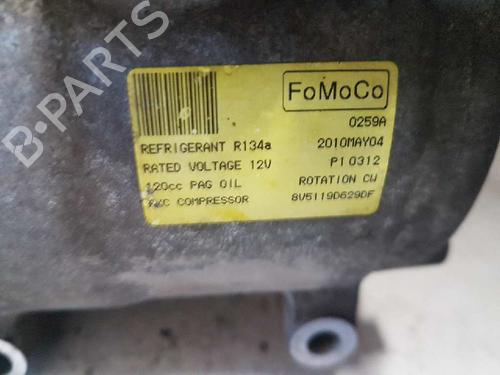 B-PARTS
FoMoCo
0259A
REFRIGERANT R134a 2010MAY04
RATED VOLTAGE 12V P10312
120cc PAG OIL ROTATION CW
COMPRESSOR 8V5119D629DF